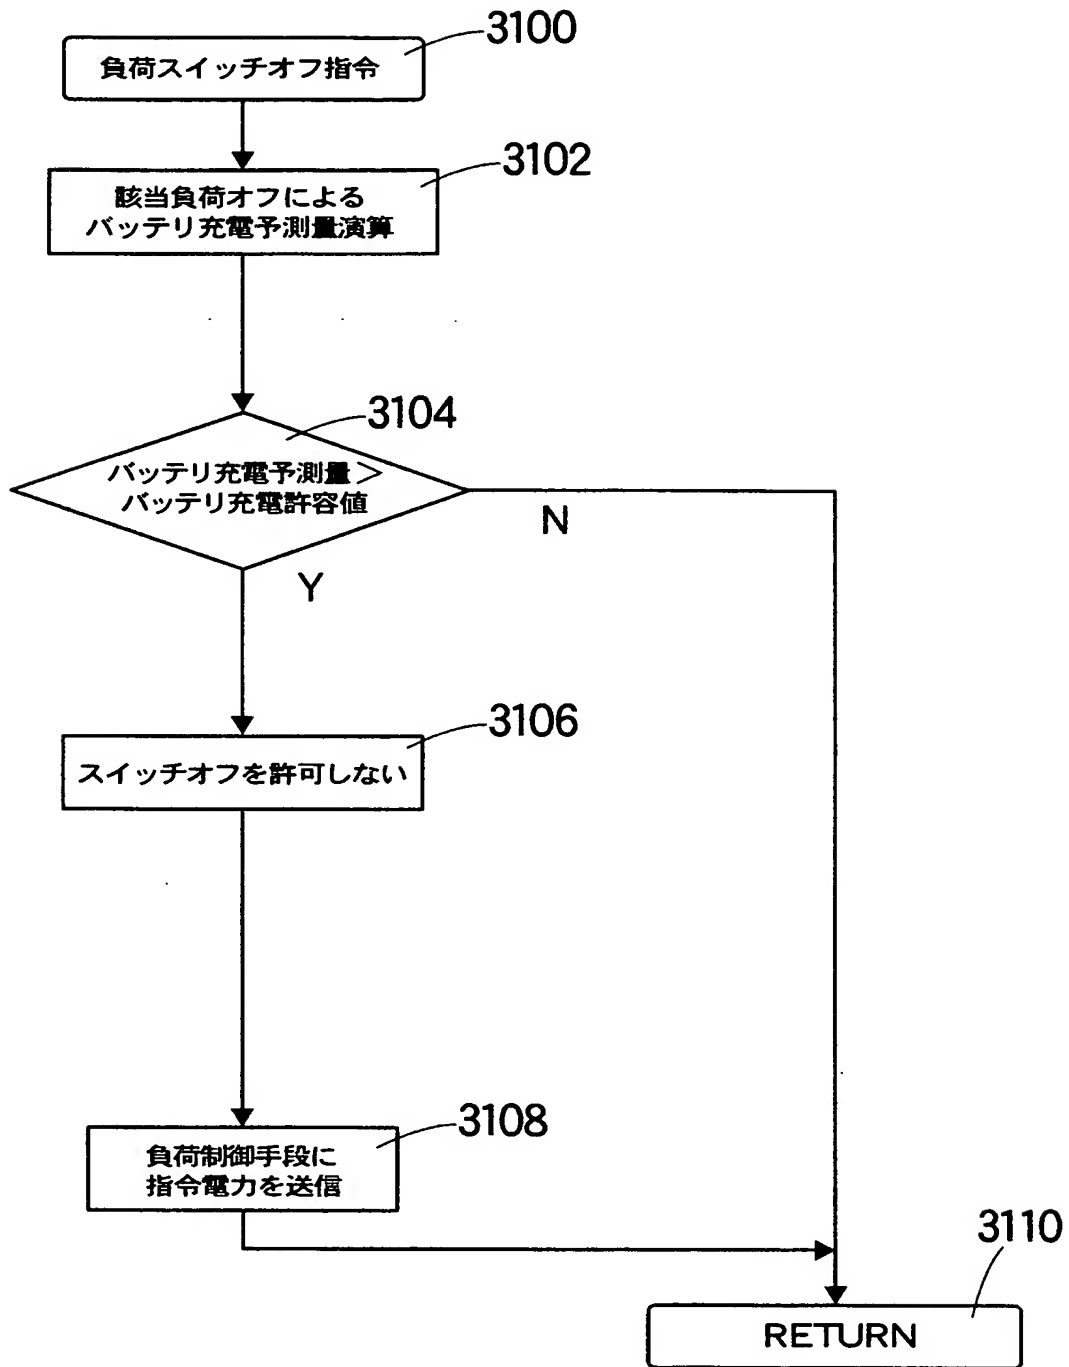 3100
負荷スイッチオフ指令
3102
該当負荷オフによる
バッテリ充電予測量演算
3104
バッテリ充電予測量＞
バッテリ充電許容値
N
Y
3106
スイッチオフを許可しない
3108
負荷制御手段に
指令電力を送信
3110
RETURN